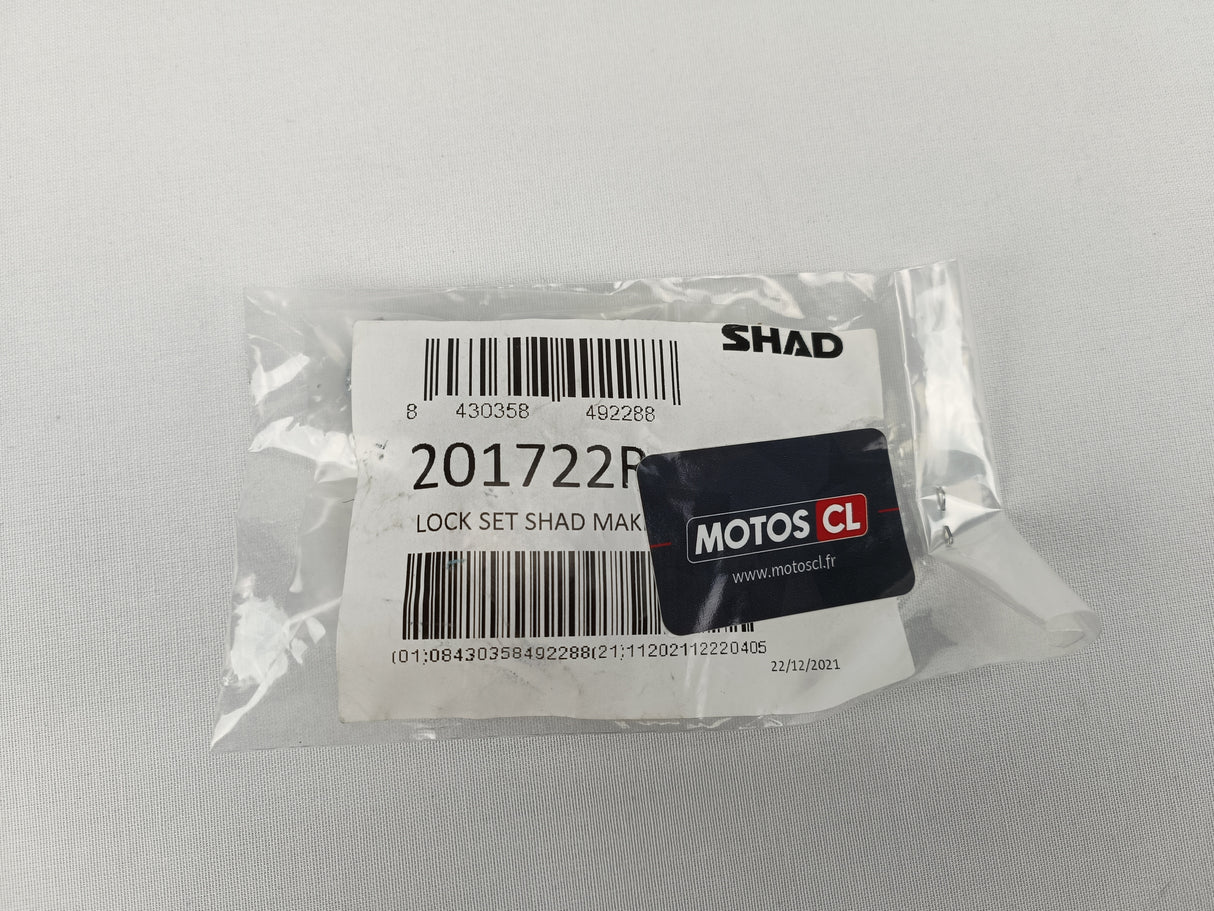 SHAD
8 430358 492288
201722R
LOCK SET SHAD
MOTOS CL
www.motoscl.fr
(01)08430358492288(21)11202112220405
22/12/2021